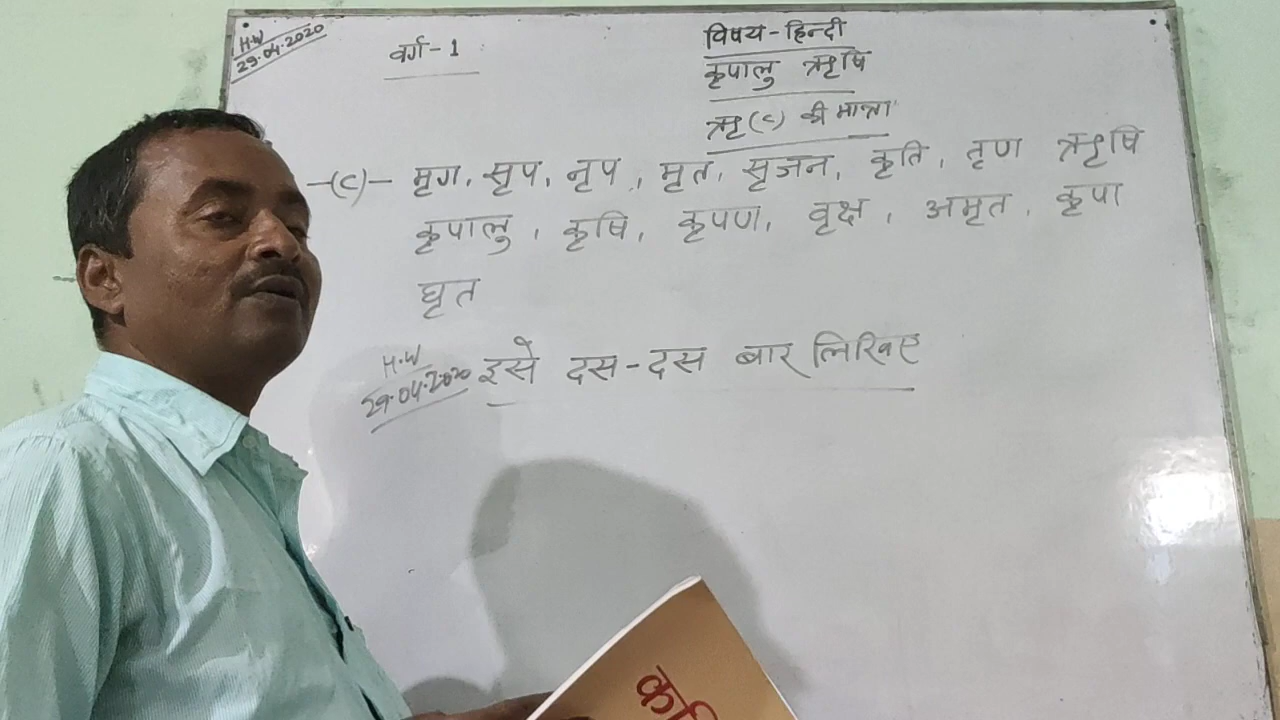 H.W
29.04.2020
वर्ग-1
विषय-हिन्दी
कृपालु ऋषि
ऋ(ृ) की मात्रा
-(ृ)- मृग, सृप, नृप, मृत, सृजन, कृति, तृण ऋषि
कृपालु, कृषि, कृपण, वृक्ष, अमृत, कृपा
घृत
H.W
29.04.2020
इसे दस-दस बार लिखिए